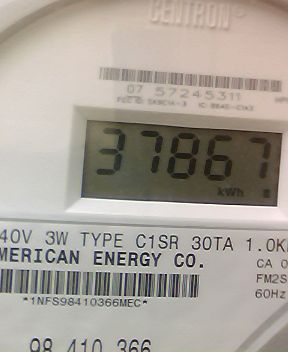 CENTRON®
07 57245311
37867
kWh
40V 3W TYPE C1SR 30TA 1.0K
MERICAN ENERGY CO.
CA 0
FM2S
60Hz
*1NFS98410366MEC*
98 410 366